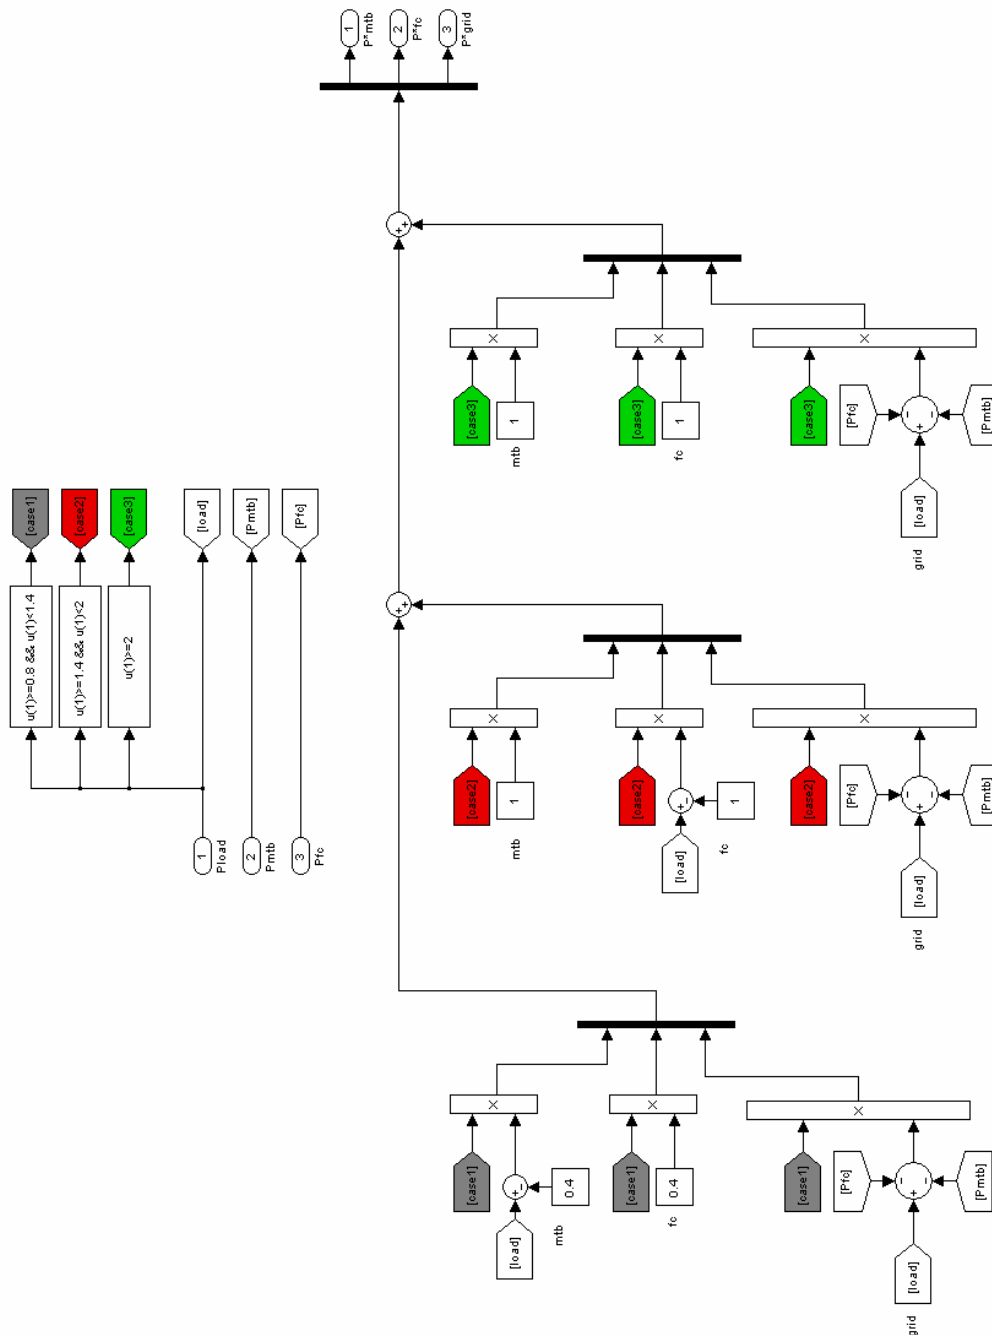 u(1)>=0.8 && u(1)<1.4
[case1]
u(1)>=1.4 && u(1)<2
[case2]
u(1)>=2
[case3]
1
Pload
[load]
2
Pmtb
[Pmtb]
3
Pfc
[Pfc]
1
P*mtb
2
P*fc
3
P*grid
[case1]
×
[load]
+
-
0.4
mtb
[case1]
×
0.4
fc
[case1]
×
[Pfc]
[load]
-
+
-
[Pmtb]
grid
+
+
[case2]
×
1
mtb
[case2]
×
[load]
+
-
1
fc
[case2]
×
[Pfc]
[load]
-
+
-
[Pmtb]
grid
+
+
[case3]
×
1
mtb
[case3]
×
1
fc
[case3]
×
[Pfc]
[load]
-
+
-
[Pmtb]
grid